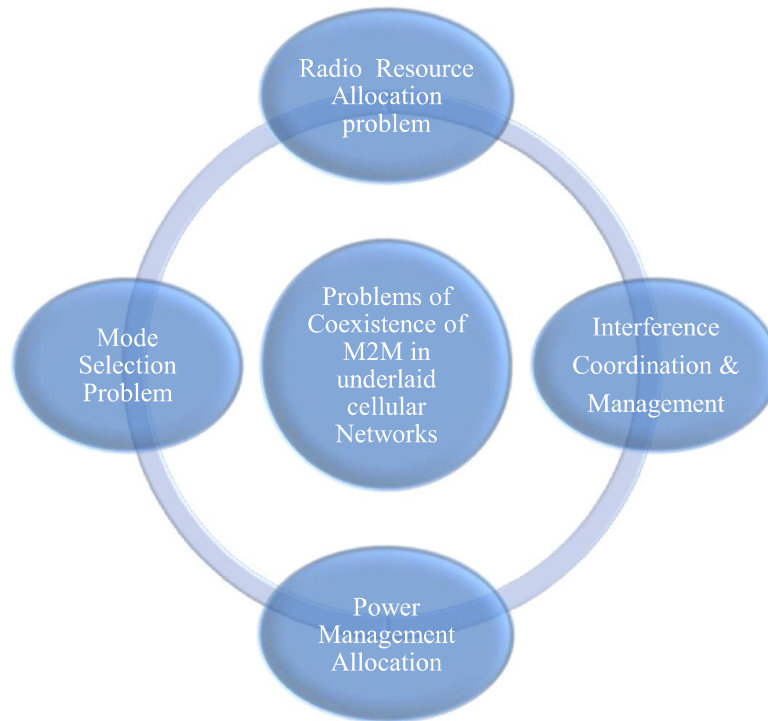 Radio Resource
Allocation
problem
Problems of
Coexistence of
M2M in
underlaid
cellular
Networks
Mode
Selection
Problem
Interference
Coordination &
Management
Power
Management
Allocation